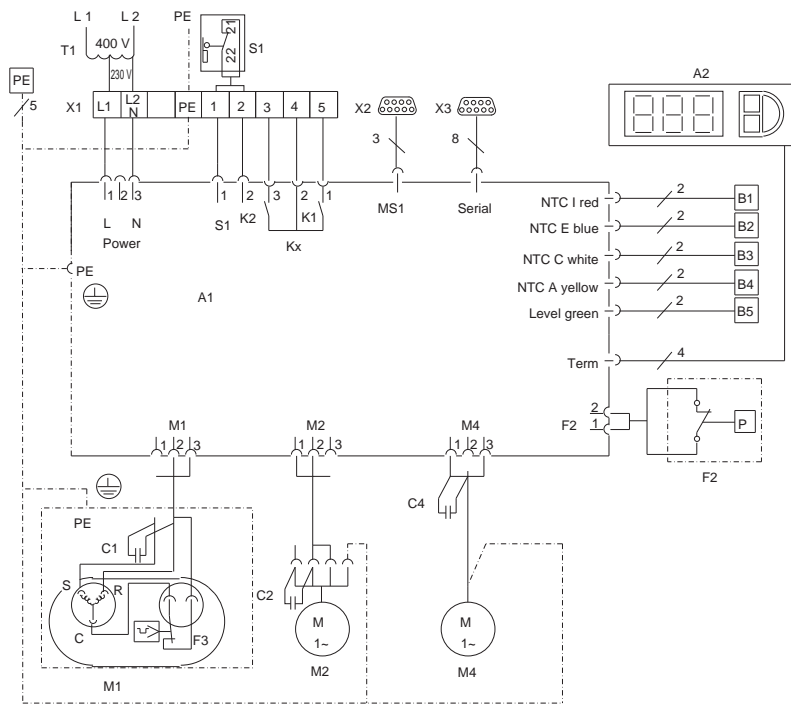 L 1 L 2 PE
T1 400 V
230 V
21
22
S1
PE
5
X1 L1 L2 N PE 1 2 3 4 5
X2 X3
3 8
A2
1 2 3 1 2 3 2 1
L N S1 K2 K1
Power Kx
MS1 Serial
NTC I red 2 B1
NTC E blue 2 B2
NTC C white 2 B3
NTC A yellow 2 B4
Level green 2 B5
PE
A1
Term 4
2
1
F2
P
F2
M1 M2 M4
1 2 3 1 2 3 1 2 3
PE
C1
C4
S R
C F3
C2
M
1~
M
1~
M1 M2 M4